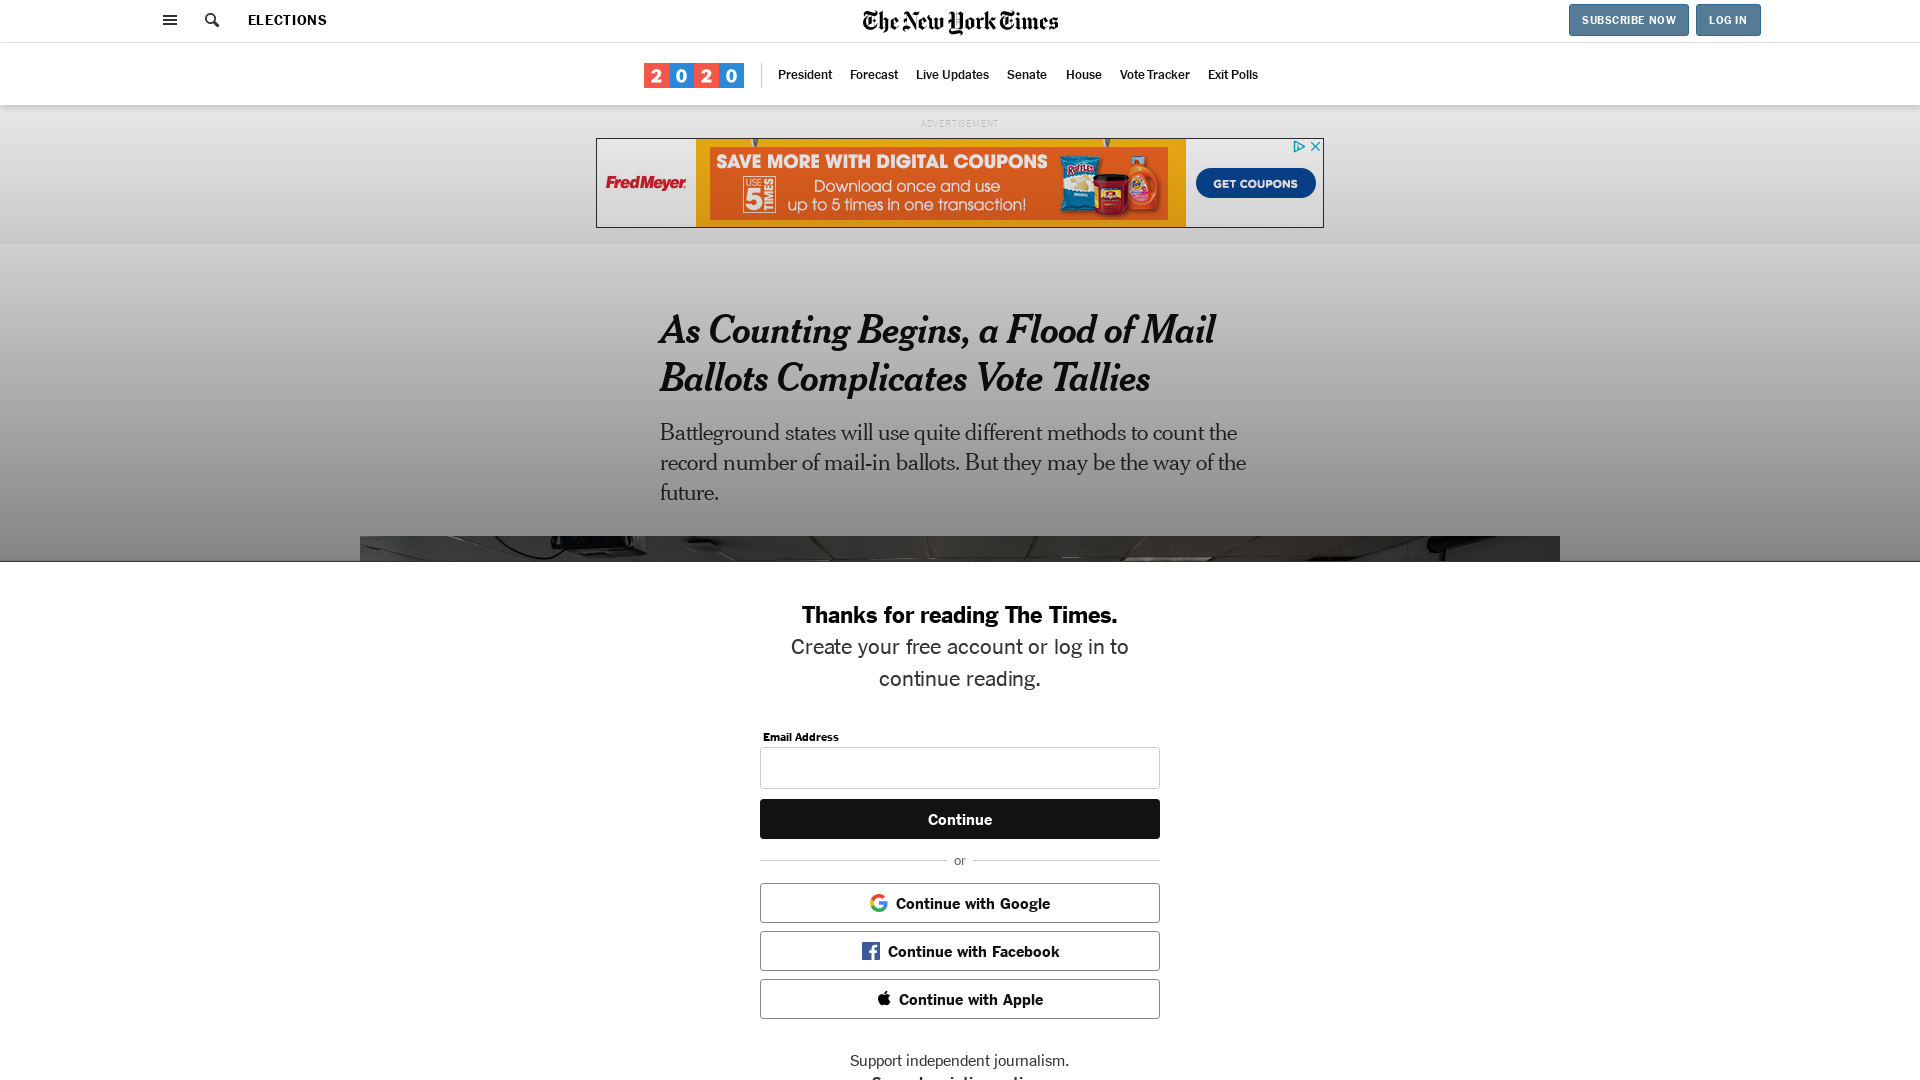 ELECTIONS
The New York Times
SUBSCRIBE NOW
LOG IN
2020
President
Forecast
Live Updates
Senate
House
Vote Tracker
Exit Polls
ADVERTISEMENT
Fred Meyer
SAVE MORE WITH DIGITAL COUPONS
USE 5 TIMES
Download once and use
up to 5 times in one transaction!
RUFFLES
GET COUPONS
As Counting Begins, a Flood of Mail
Ballots Complicates Vote Tallies
Battleground states will use quite different methods to count the
record number of mail-in ballots. But they may be the way of the
future.
Thanks for reading The Times.
Create your free account or log in to
continue reading.
Email Address
Continue
or
Continue with Google
Continue with Facebook
Continue with Apple
Support independent journalism.